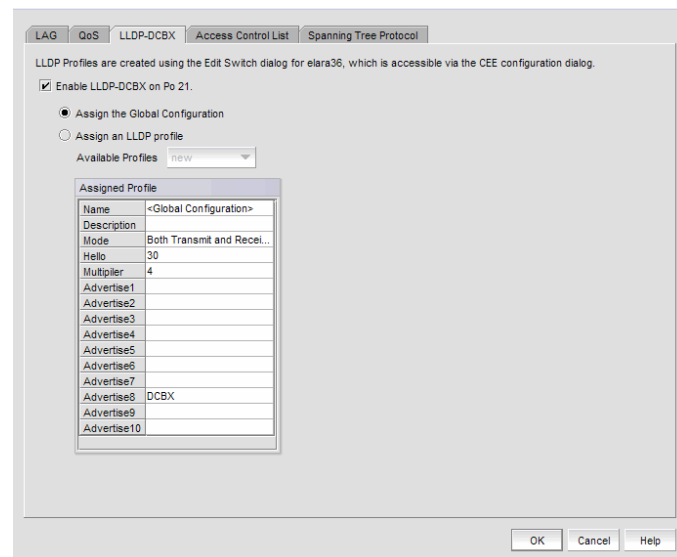 LAG QoS LLDP-DCBX Access Control List Spanning Tree Protocol
LLDP Profiles are created using the Edit Switch dialog for elara36, which is accessible via the CEE configuration dialog.
Enable LLDP-DCBX on Po 21.
Assign the Global Configuration
Assign an LLDP profile
Available Profiles new
Assigned Profile
Name <Global Configuration>
Description
Mode Both Transmit and Recei...
Hello 30
Multipiler 4
Advertise1
Advertise2
Advertise3
Advertise4
Advertise5
Advertise6
Advertise7
Advertise8 DCBX
Advertise9
Advertise10
OK Cancel Help